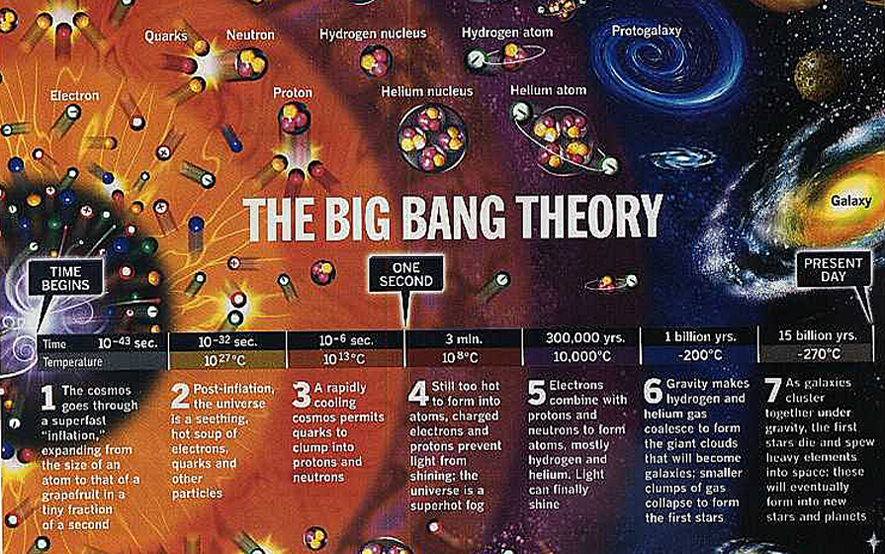 Quarks
Neutron
Hydrogen nucleus
Hydrogen atom
Protogalaxy
Electron
Proton
Helium nucleus
Helium atom
Galaxy
THE BIG BANG THEORY
TIME
BEGINS
ONE
SECOND
PRESENT
DAY
Time 10⁻⁴³ sec. 10⁻³² sec. 10⁻⁶ sec. 3 min. 300,000 yrs. 1 billion yrs. 15 billion yrs.
Temperature 10²⁷°C 10¹³°C 10⁸°C 10,000°C -200°C -270°C
1 The cosmos
goes through
a superfast
"inflation,"
expanding from
the size of an
atom to that of a
grapefruit in a
tiny fraction
of a second
2 Post-inflation,
the universe
is a seething,
hot soup of
electrons,
quarks and
other
particles
3 A rapidly
cooling
cosmos permits
quarks to
clump into
protons and
neutrons
4 Still too hot
to form into
atoms, charged
electrons and
protons prevent
light from
shining; the
universe is a
superhot fog
5 Electrons
combine with
protons and
neutrons to form
atoms, mostly
hydrogen and
helium. Light
can finally
shine
6 Gravity makes
hydrogen and
helium gas
coalesce to form
the giant clouds
that will become
galaxies; smaller
clumps of gas
collapse to form
the first stars
7 As galaxies
cluster
together under
gravity, the first
stars die and spew
heavy elements
into space; these
will eventually
form into new
stars and planets